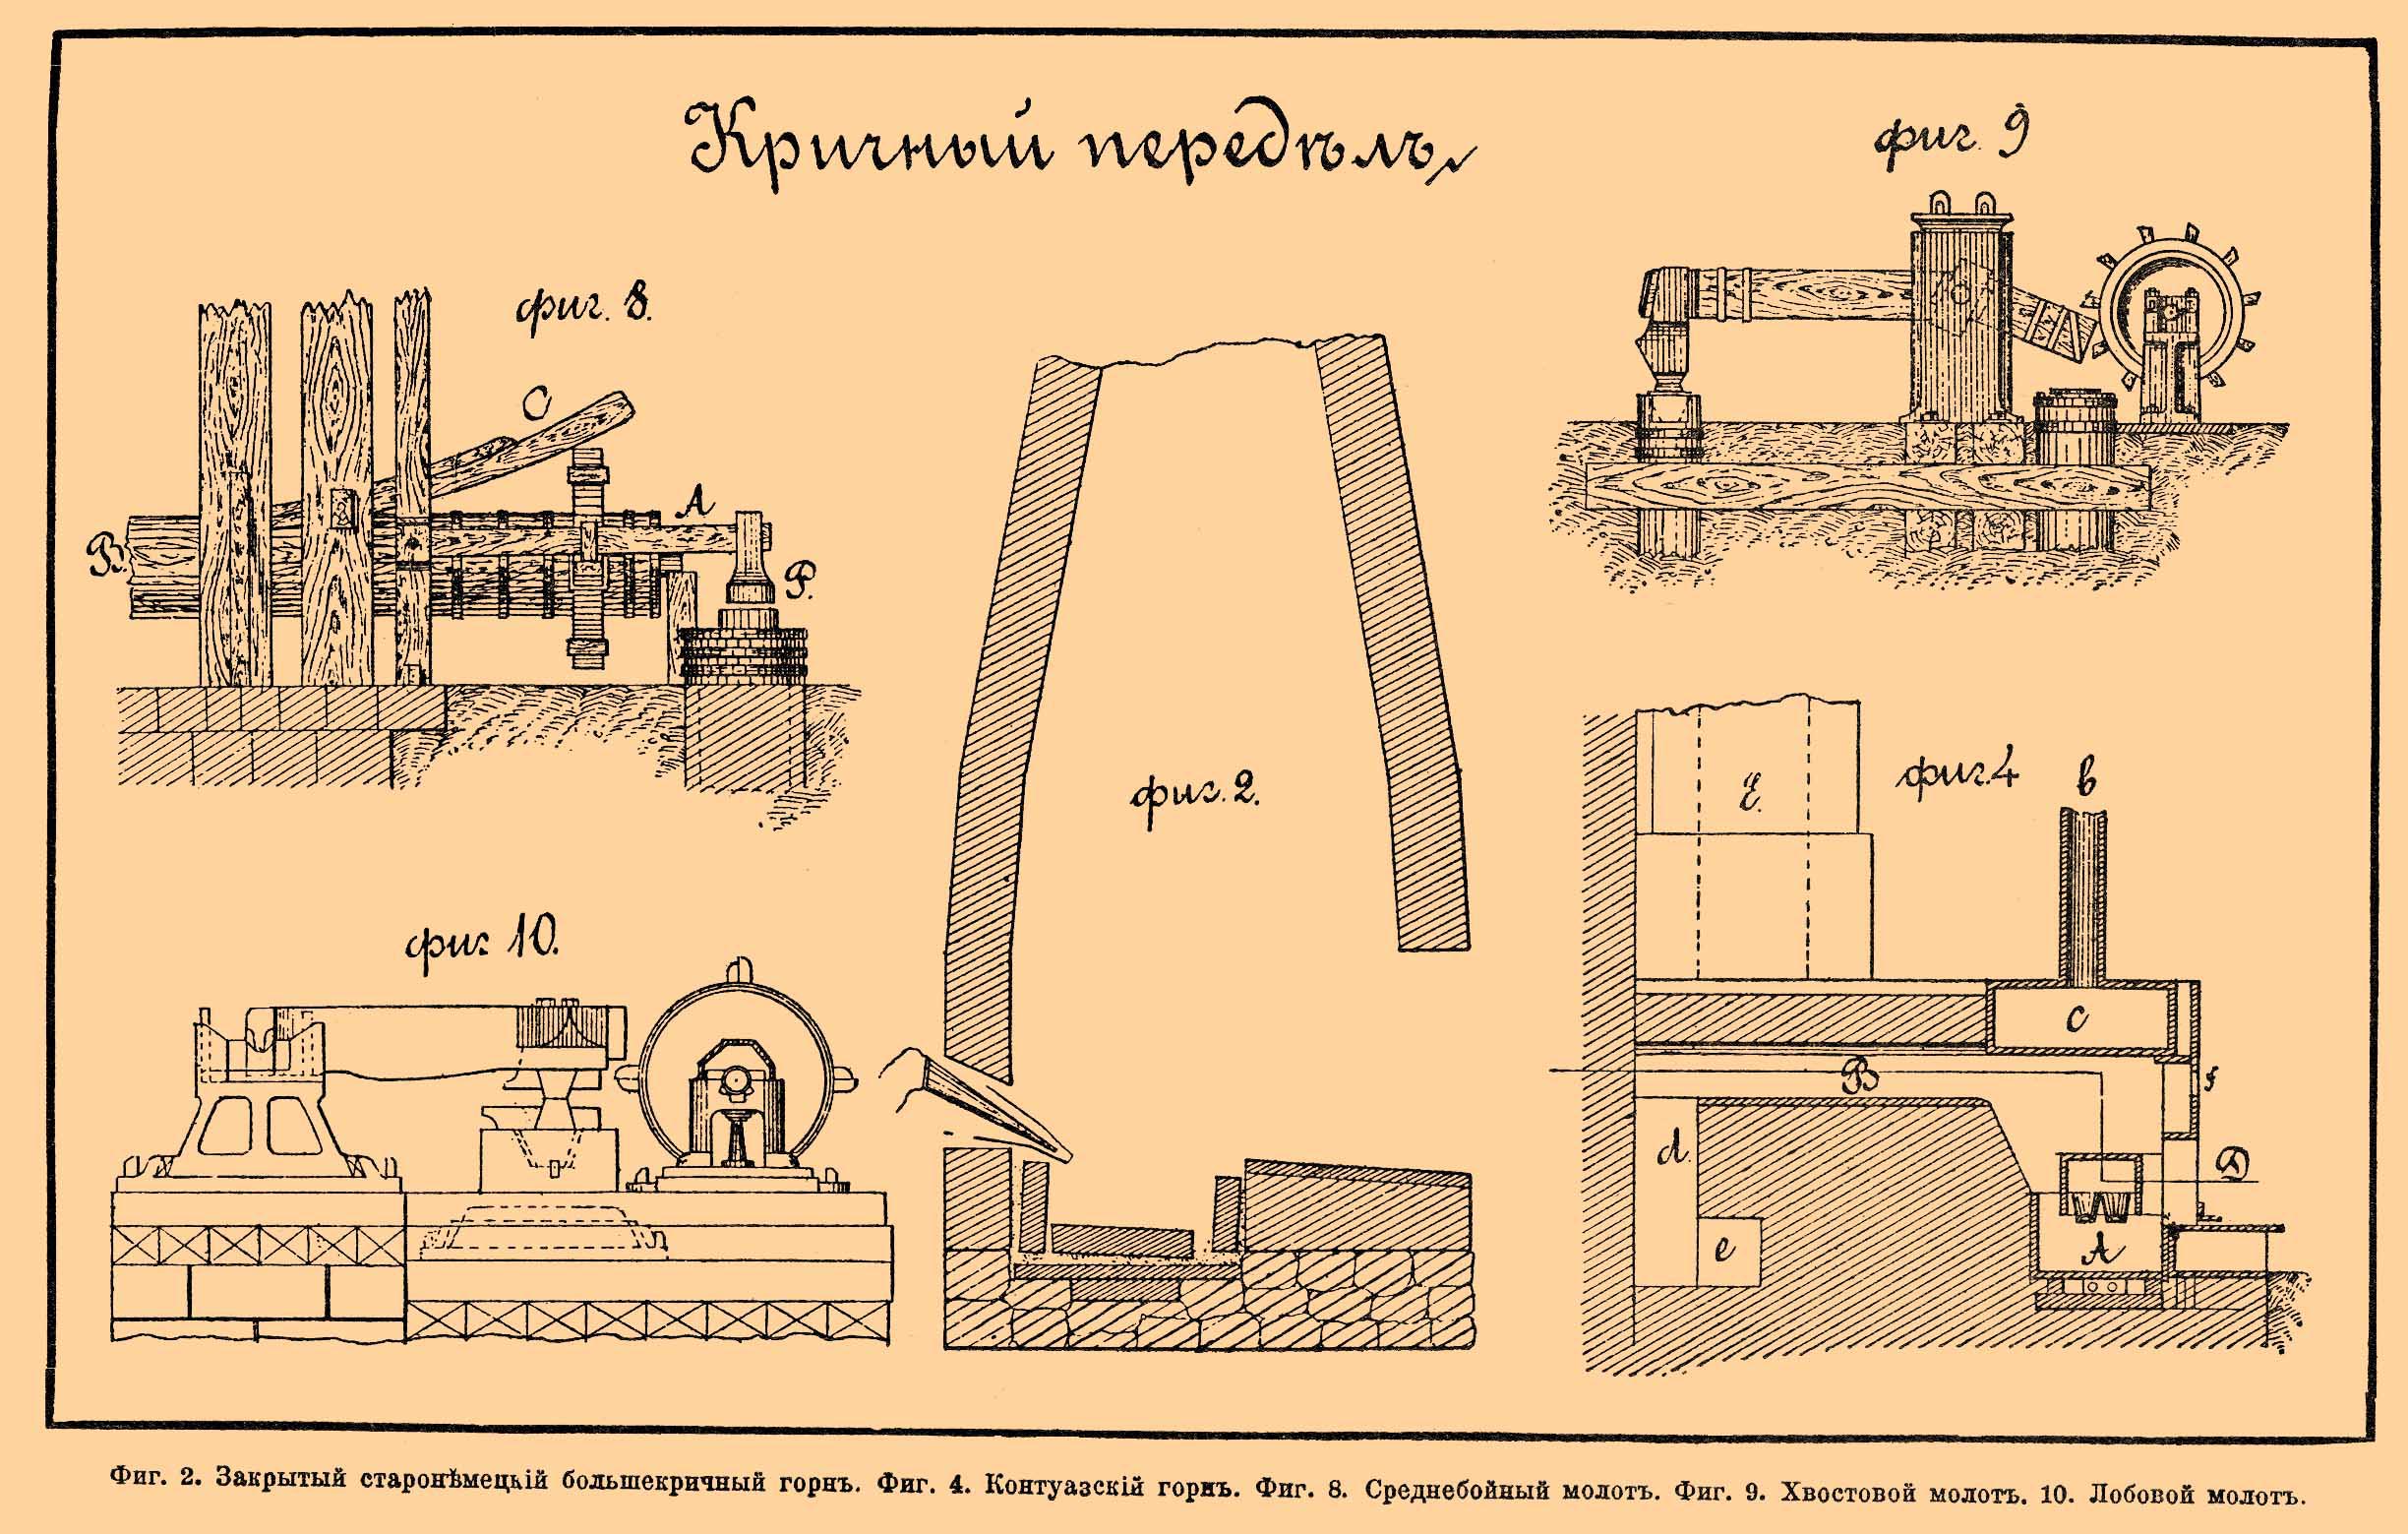 Кричный передѣлъ
фиг. 9
фиг. 8.
C
A
B.
P.
фиг. 2.
фиг. 4
E.
b
C
B
f
d.
D
e
A
фиг 10.
Фиг. 2. Закрытый старонѣмецкій большекричный горнъ. Фиг. 4. Контуазскій горнъ. Фиг. 8. Среднебойный молотъ. Фиг. 9. Хвостовой молотъ. 10. Лобовой молотъ.